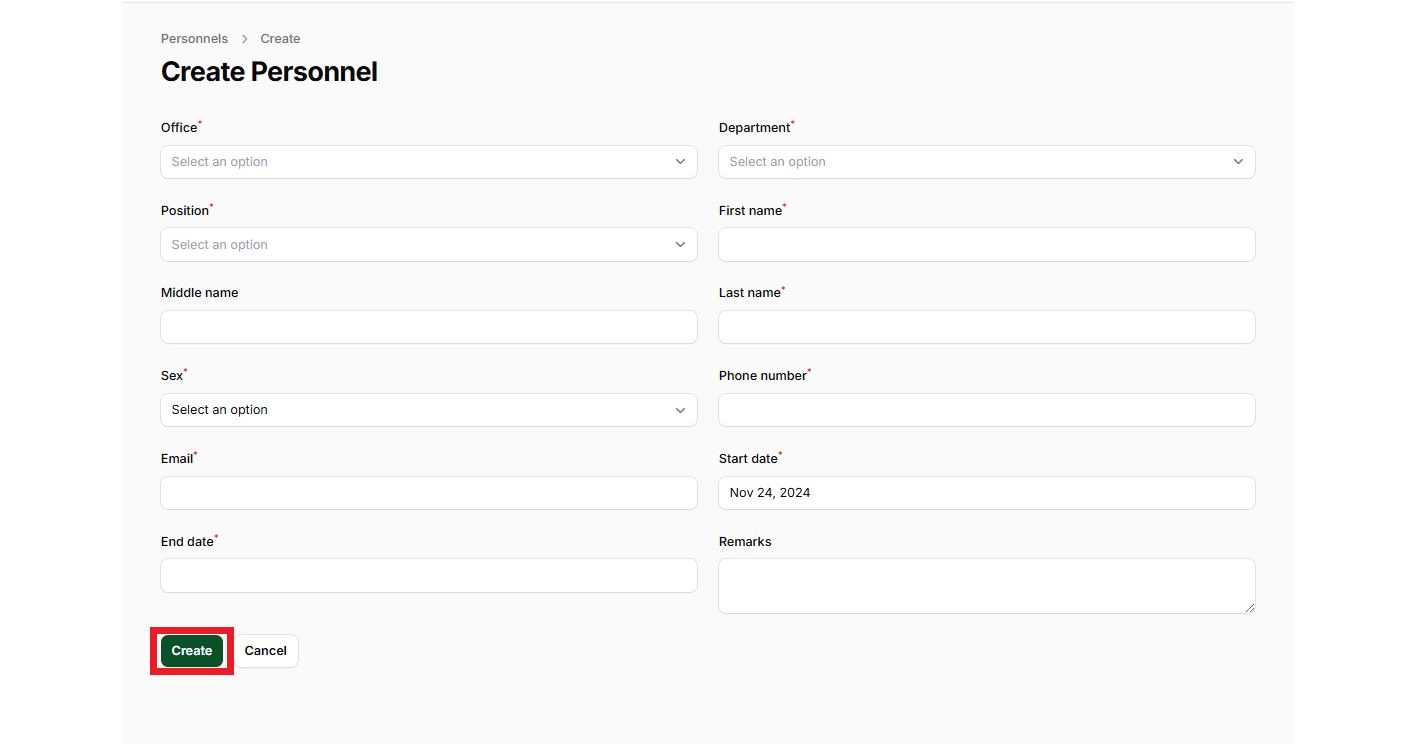 Personnels > Create
Create Personnel
Office* Department*
Select an option Select an option
Position* First name*
Select an option
Middle name Last name*
Sex* Phone number*
Select an option
Email* Start date*
Nov 24, 2024
End date* Remarks
Create Cancel